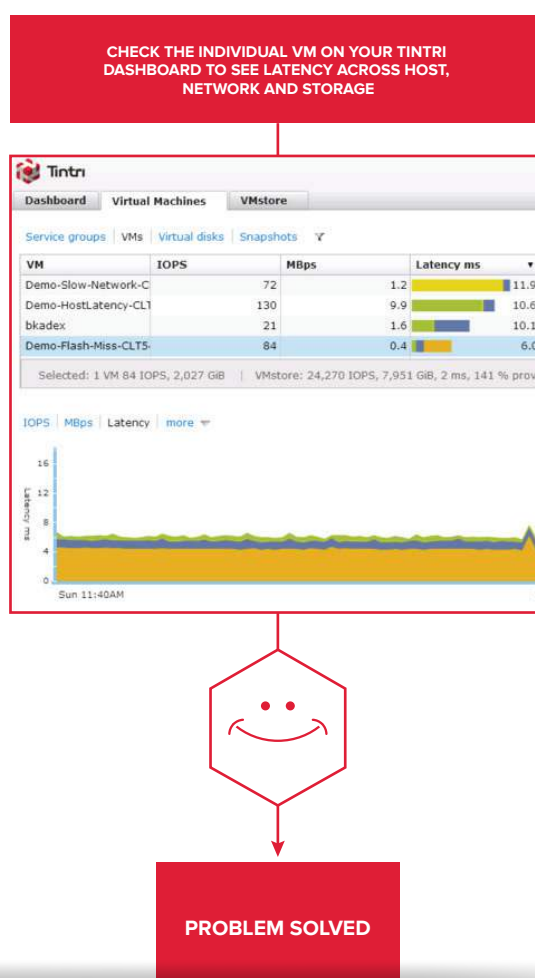 CHECK THE INDIVIDUAL VM ON YOUR TINTRI
DASHBOARD TO SEE LATENCY ACROSS HOST,
NETWORK AND STORAGE
Tintri
Dashboard Virtual Machines VMstore
Service groups VMs Virtual disks Snapshots
VM IOPS MBps Latency ms
Demo-Slow-Network-C 72 1.2 11.9
Demo-HostLatency-CLT 130 9.9 10.6
bkadex 21 1.6 10.1
Demo-Flash-Miss-CLT5- 84 0.4 6.0
Selected: 1 VM 84 IOPS, 2,027 GiB | VMstore: 24,270 IOPS, 7,951 GiB, 2 ms, 141 % prov
IOPS MBps Latency more
16
12
8
4
0
Latency ms
Sun 11:40AM
PROBLEM SOLVED